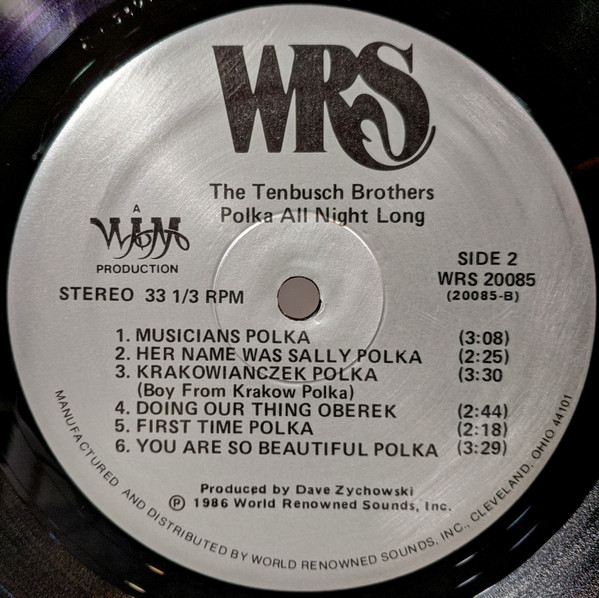 WRS
The Tenbusch Brothers
Polka All Night Long
A
WAM
PRODUCTION
STEREO 33 1/3 RPM
SIDE 2
WRS 20085
(20085-B)
1. MUSICIANS POLKA (3:08)
2. HER NAME WAS SALLY POLKA (2:25)
3. KRAKOWIANCZEK POLKA (3:30
(Boy From Krakow Polka)
4. DOING OUR THING OBEREK (2:44)
5. FIRST TIME POLKA (2:18)
6. YOU ARE SO BEAUTIFUL POLKA (3:29)
Produced by Dave Zychowski
℗ 1986 World Renowned Sounds, Inc.
MANUFACTURED AND DISTRIBUTED BY WORLD RENOWNED SOUNDS, INC., CLEVELAND, OHIO 44101